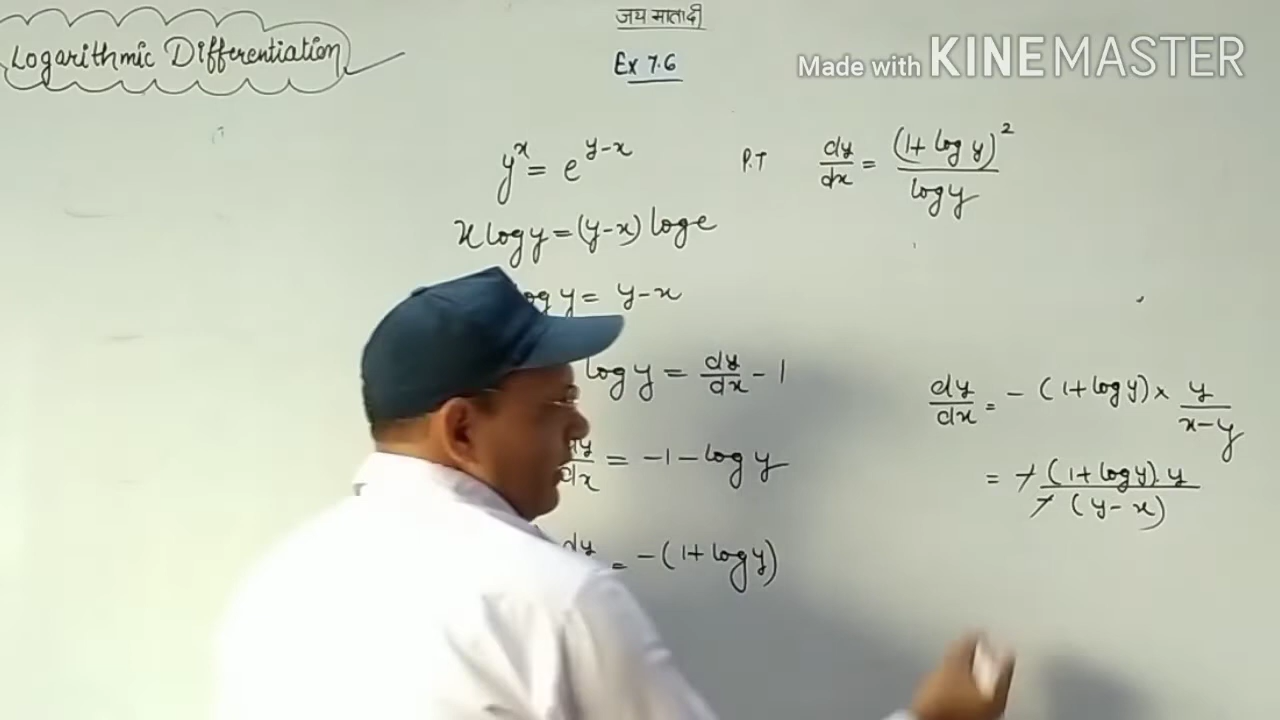 जय माता दी
Logarithmic Differentiation
Ex 7.6
Made with KINEMASTER
y^x = e^{y-x} P.T dy/dx = (1+log y)^2/log y
x log y = (y-x) log e
og y = y-x
log y = dy/dx - 1
dy/dx = -1 - log y
dy/dx = -(1+log y)
dy/dx = -(1+log y) × y/(x-y)
= -(1+log y).y/-(y-x)